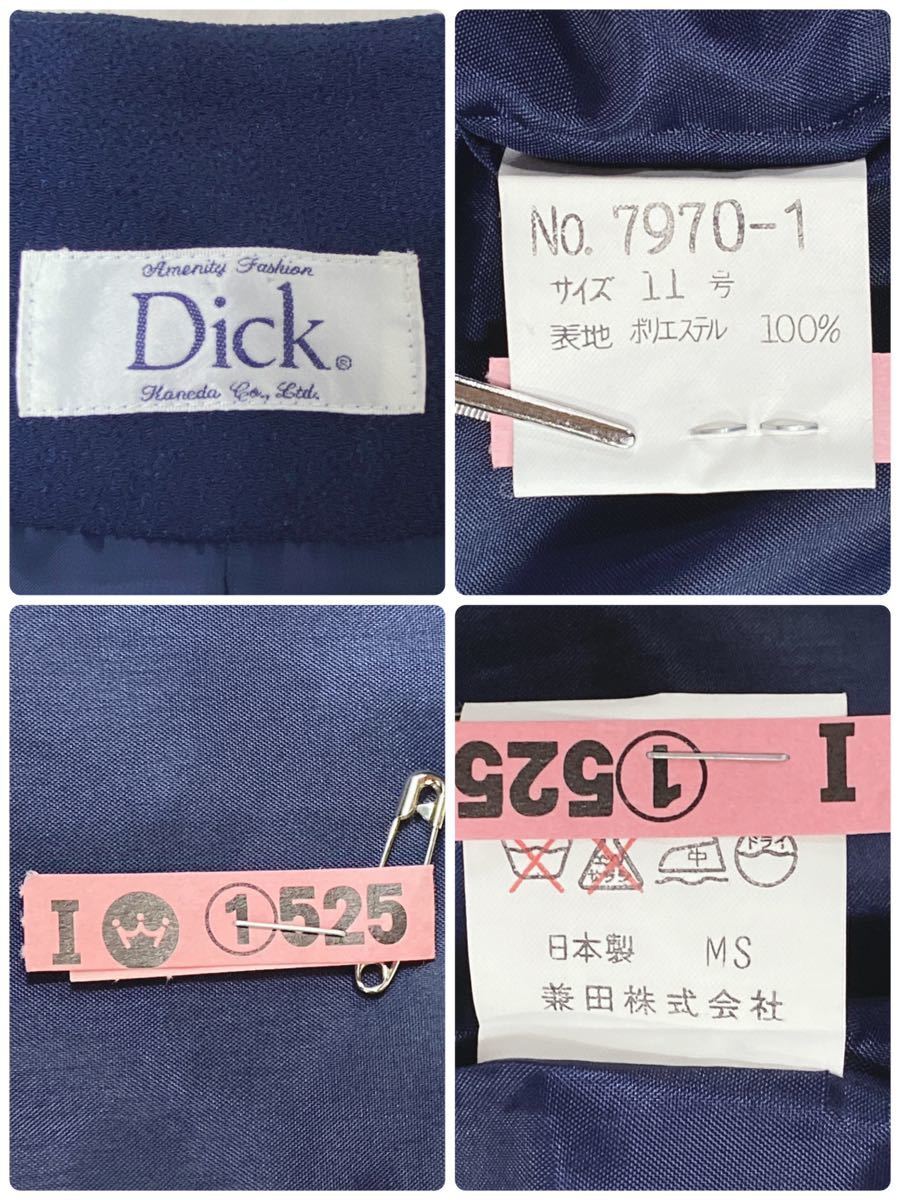 Amenity Fashion
Dick®
Kaneda Co., Ltd.
No. 7970-1
サイズ 11 号
表地 ポリエステル 100%
I ① 525
I ① 525
中 ドライ
日本製 MS
兼田株式会社